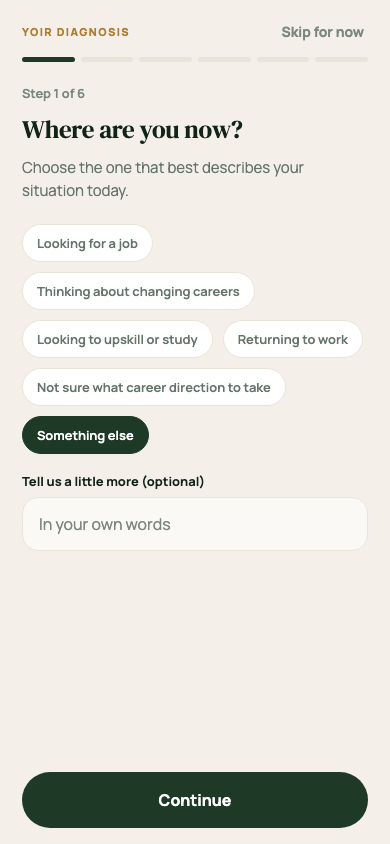 YOIR DIAGNOSIS
Skip for now
Step 1 of 6
Where are you now?
Choose the one that best describes your
situation today.
Looking for a job
Thinking about changing careers
Looking to upskill or study
Returning to work
Not sure what career direction to take
Something else
Tell us a little more (optional)
In your own words
Continue